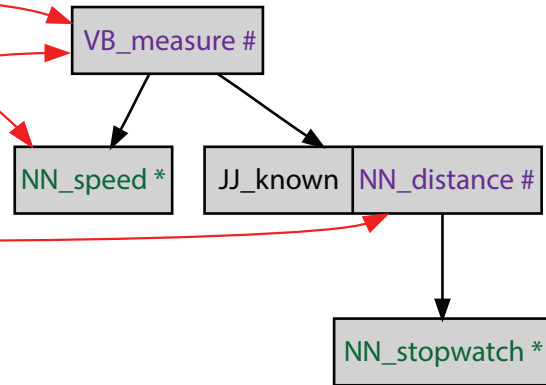 VB_measure #
NN_speed *
JJ_known NN_distance #
NN_stopwatch *